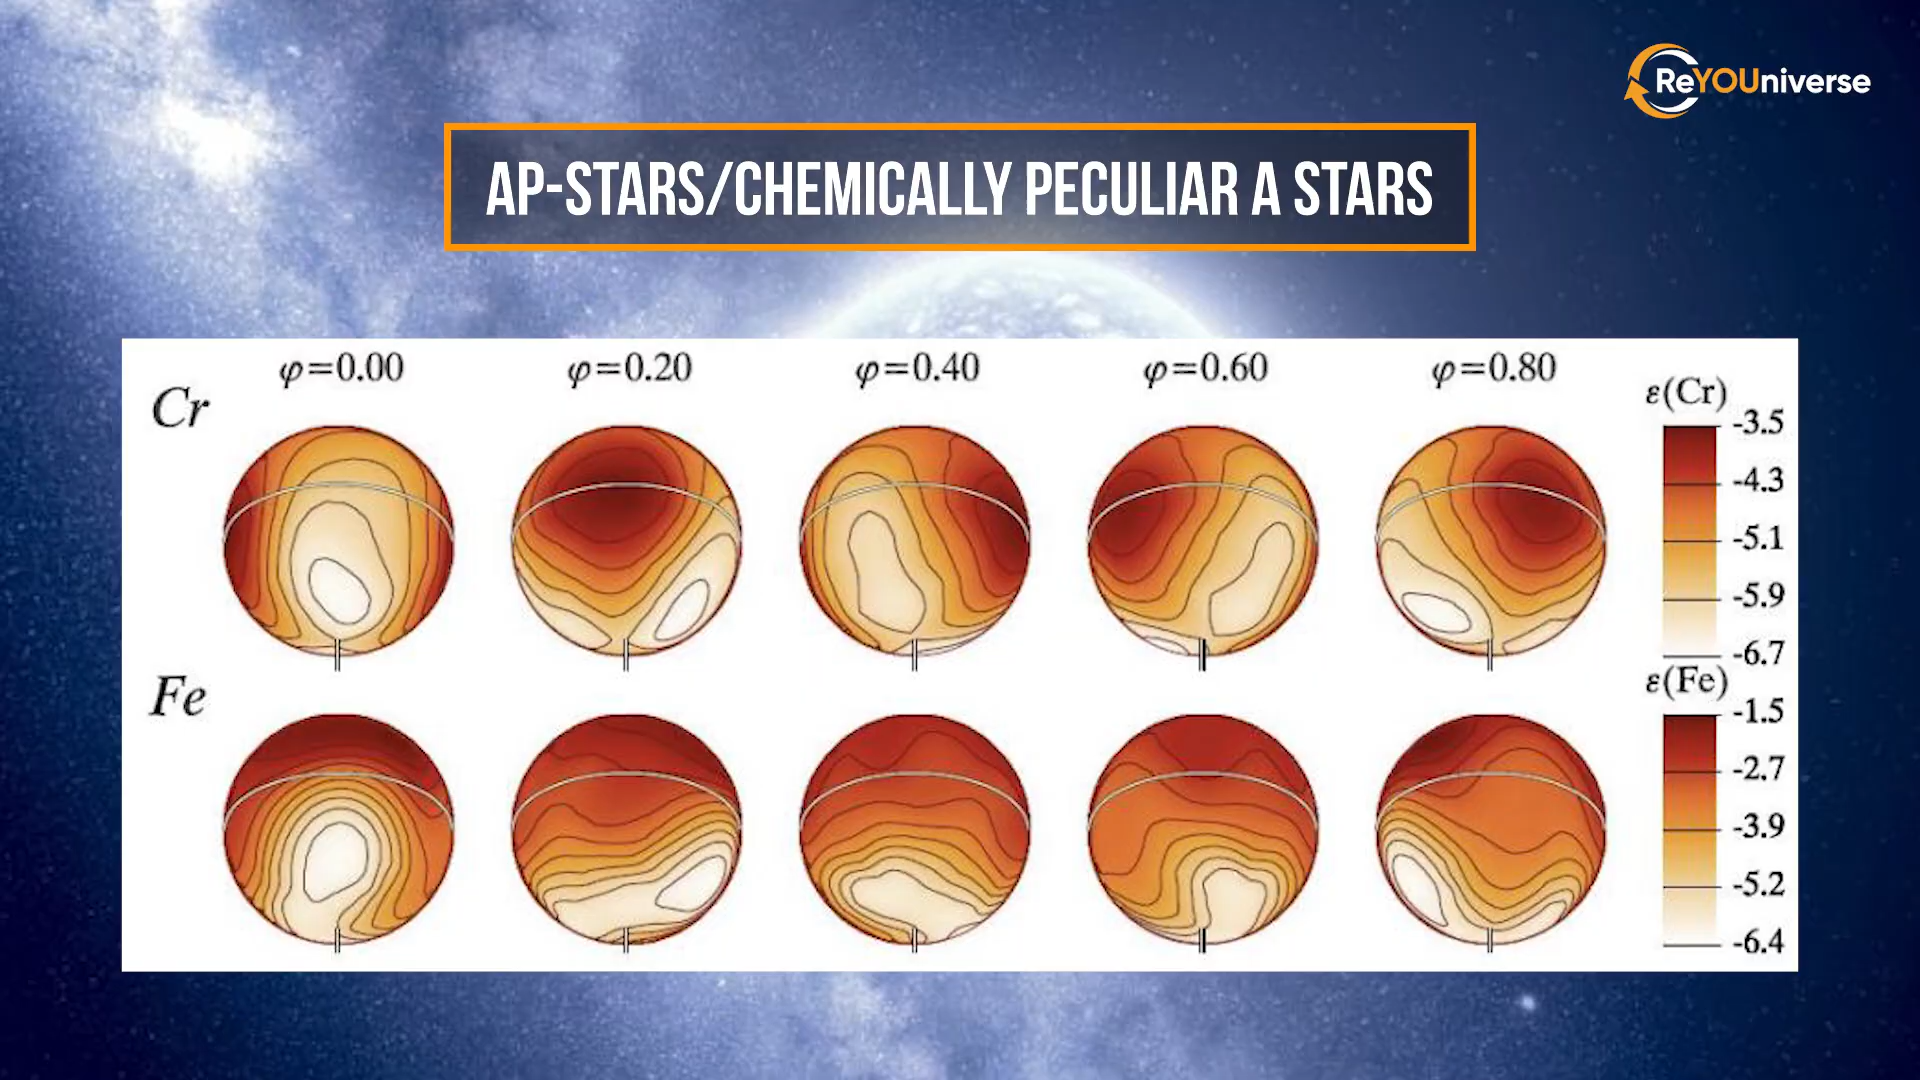 ReYOUniverse
AP-STARS/CHEMICALLY PECULIAR A STARS
φ=0.00 φ=0.20 φ=0.40 φ=0.60 φ=0.80
Cr
ε(Cr)
-3.5
-4.3
-5.1
-5.9
-6.7
Fe
ε(Fe)
-1.5
-2.7
-3.9
-5.2
-6.4